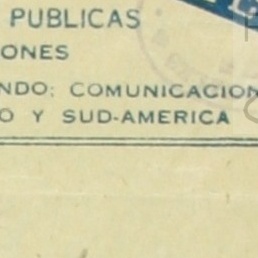 PUBLICAS
ONES
NDO: COMUNICACION
O Y SUD-AMERICA